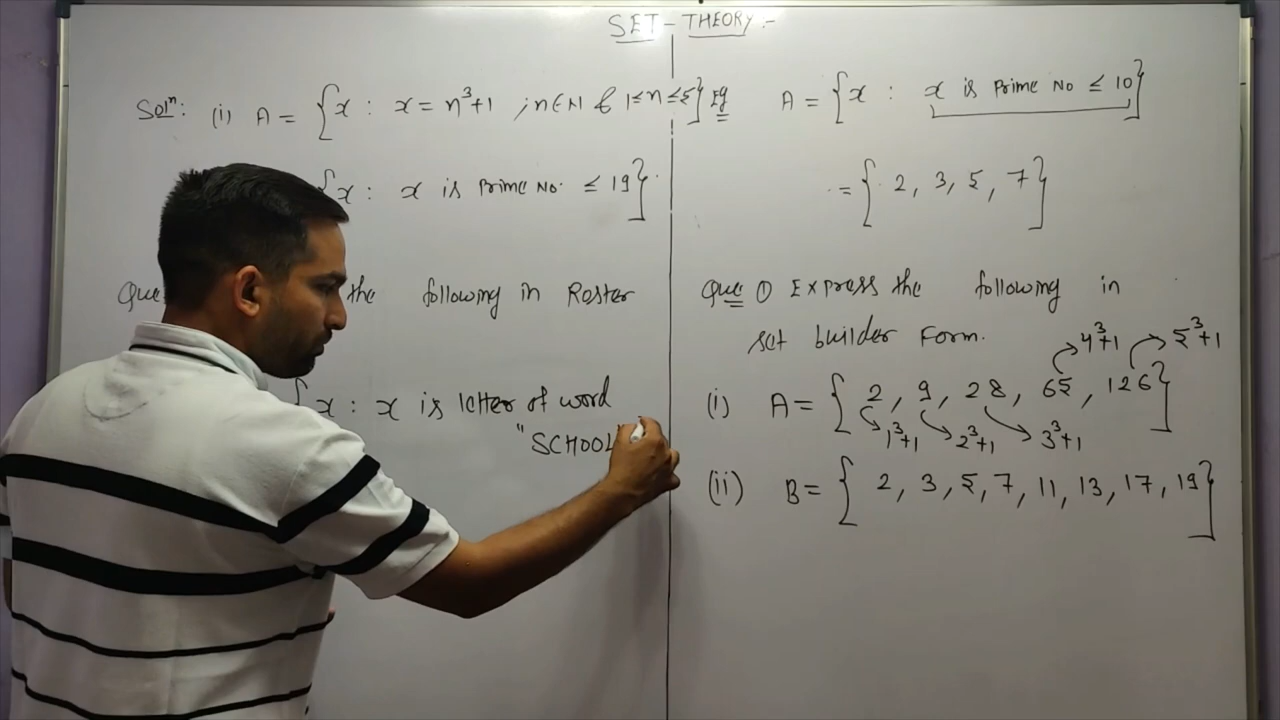 SET - THEORY :-
Solⁿ: (i) A = {x : x = n³+1 ; n∈N & 1≤n≤5}
{x : x is Prime No. ≤ 19}
Que the following in Roster
{x : x is letter of word
"SCHOOL"
Eg A = {x : x is Prime No ≤ 10}
= {2, 3, 5, 7}
Que ① Express the following in
set builder Form.
4³+1 5³+1
(i) A = {2, 9, 28, 65, 126}
1³+1 2³+1 3³+1
(ii) B = {2, 3, 5, 7, 11, 13, 17, 19}